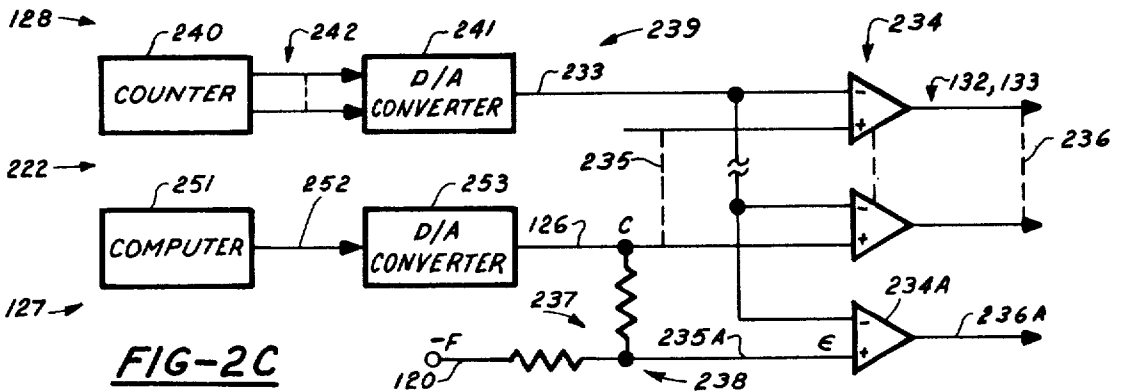 128
240
242
241
239
234
COUNTER
D/A
CONVERTER
233
-
+
132, 133
222
235
236
251
252
253
COMPUTER
D/A
CONVERTER
126
C
-
+
127
237
234A
-
+
236A
-F
120
235A
ϵ
238
FIG-2C